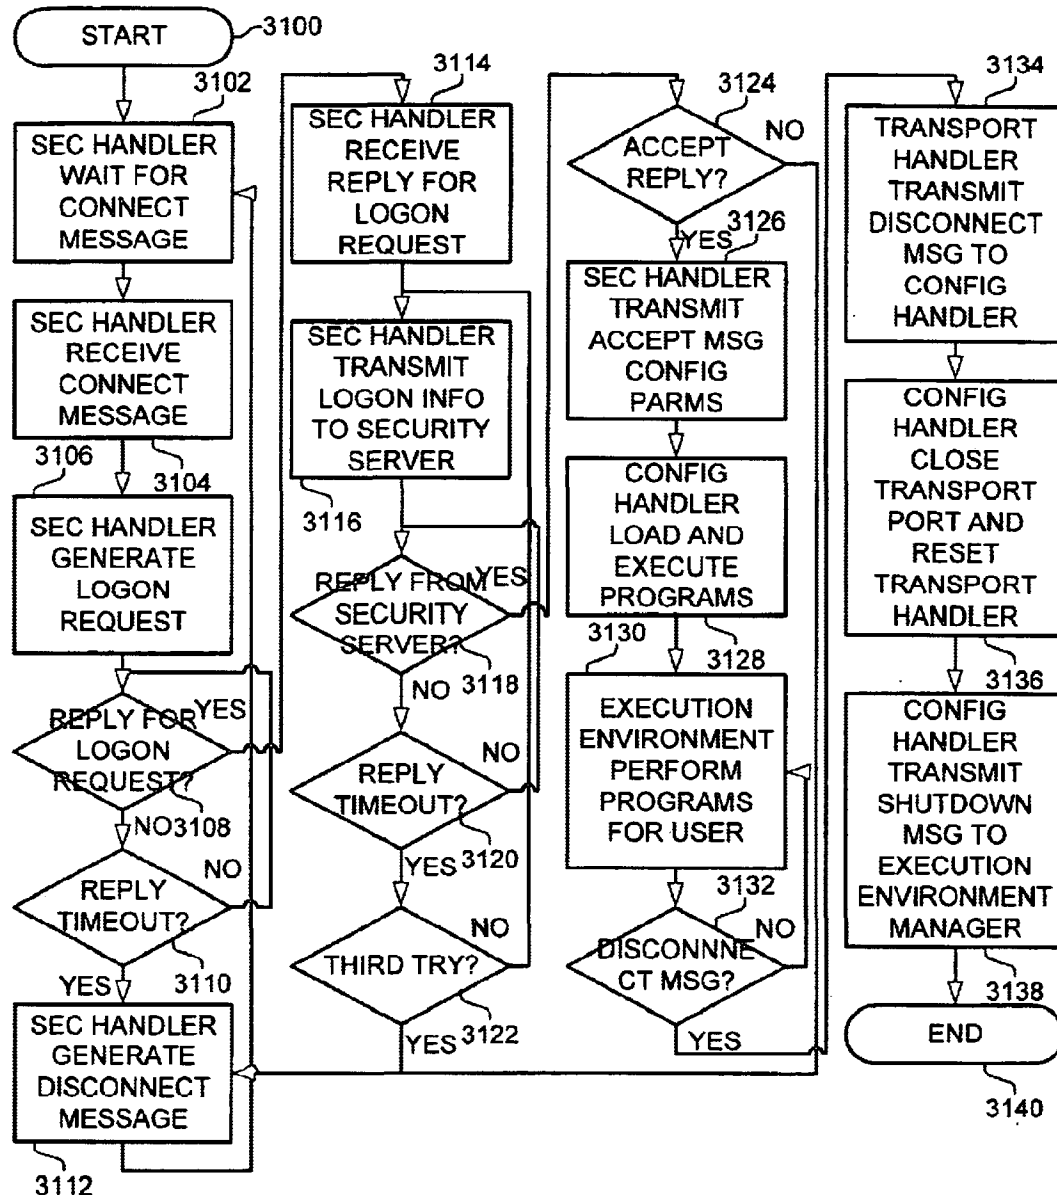 START
3100
3102
SEC HANDLER
WAIT FOR
CONNECT
MESSAGE
SEC HANDLER
RECEIVE
CONNECT
MESSAGE
3104
3106
SEC HANDLER
GENERATE
LOGON
REQUEST
REPLY FOR
LOGON
REQUEST?
YES
NO
3108
REPLY
TIMEOUT?
NO
3110
YES
SEC HANDLER
GENERATE
DISCONNECT
MESSAGE
3112
3114
SEC HANDLER
RECEIVE
REPLY FOR
LOGON
REQUEST
SEC HANDLER
TRANSMIT
LOGON INFO
TO SECURITY
SERVER
3116
REPLY FROM
SECURITY
SERVER?
YES
3118
NO
REPLY
TIMEOUT?
NO
3120
YES
THIRD TRY?
NO
3122
YES
3124
ACCEPT
REPLY?
NO
YES
3126
SEC HANDLER
TRANSMIT
ACCEPT MSG
CONFIG
PARMS
CONFIG
HANDLER
LOAD AND
EXECUTE
PROGRAMS
3128
3130
EXECUTION
ENVIRONMENT
PERFORM
PROGRAMS
FOR USER
3132
DISCONNNE
CT MSG?
NO
YES
3134
TRANSPORT
HANDLER
TRANSMIT
DISCONNECT
MSG TO
CONFIG
HANDLER
CONFIG
HANDLER
CLOSE
TRANSPORT
PORT AND
RESET
TRANSPORT
HANDLER
3136
CONFIG
HANDLER
TRANSMIT
SHUTDOWN
MSG TO
EXECUTION
ENVIRONMENT
MANAGER
3138
END
3140